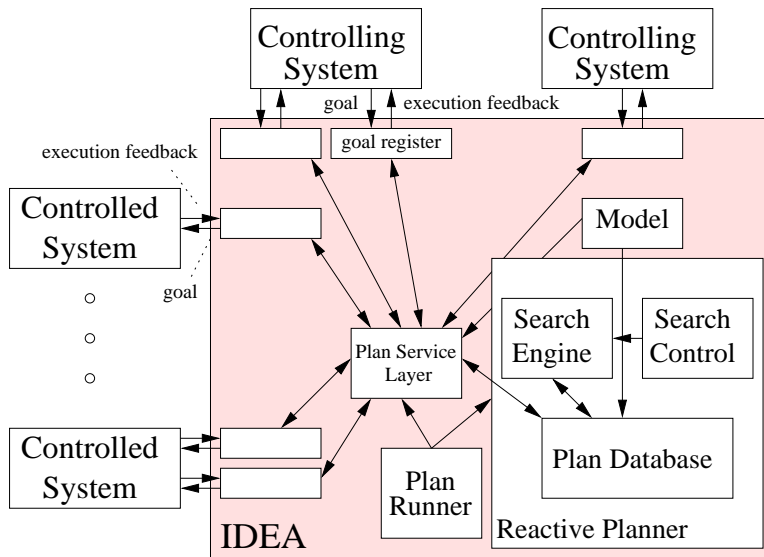 Controlling
System
Controlling
System
goal
execution feedback
goal register
execution feedback
Controlled
System
goal
Model
Search
Engine
Search
Control
Plan Service
Layer
Controlled
System
Plan
Runner
Plan Database
Reactive Planner
IDEA